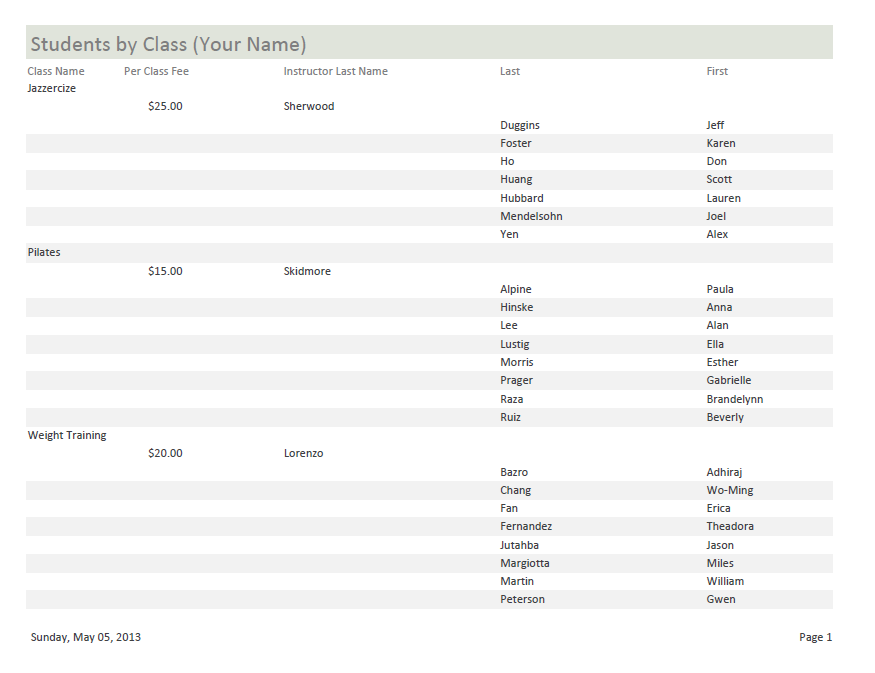 Students by Class (Your Name)
Class Name Per Class Fee Instructor Last Name Last First
Jazzercize
$25.00 Sherwood
Duggins Jeff
Foster Karen
Ho Don
Huang Scott
Hubbard Lauren
Mendelsohn Joel
Yen Alex
Pilates
$15.00 Skidmore
Alpine Paula
Hinske Anna
Lee Alan
Lustig Ella
Morris Esther
Prager Gabrielle
Raza Brandelynn
Ruiz Beverly
Weight Training
$20.00 Lorenzo
Bazro Adhiraj
Chang Wo-Ming
Fan Erica
Fernandez Theadora
Jutahba Jason
Margiotta Miles
Martin William
Peterson Gwen
Sunday, May 05, 2013 Page 1